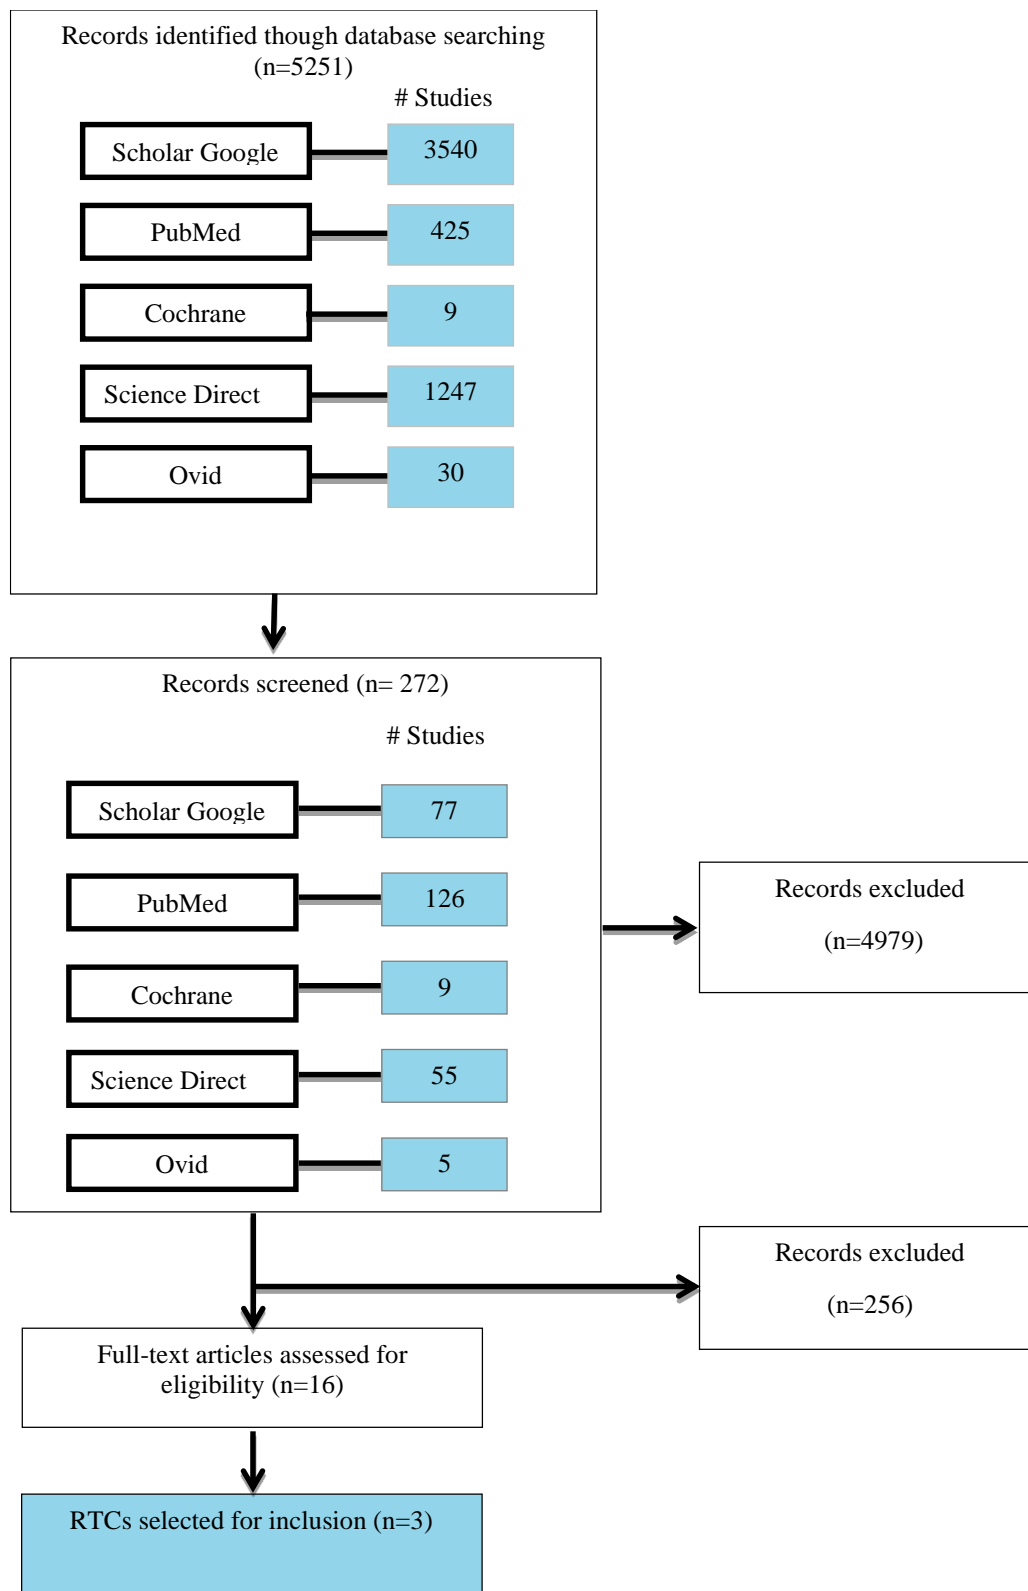 Records identified though database searching
(n=5251)
# Studies
Scholar Google
3540
PubMed
425
Cochrane
9
Science Direct
1247
Ovid
30
Records screened (n= 272)
# Studies
Scholar Google
77
PubMed
126
Cochrane
9
Science Direct
55
Ovid
5
Records excluded
(n=4979)
Records excluded
(n=256)
Full-text articles assessed for
eligibility (n=16)
RTCs selected for inclusion (n=3)